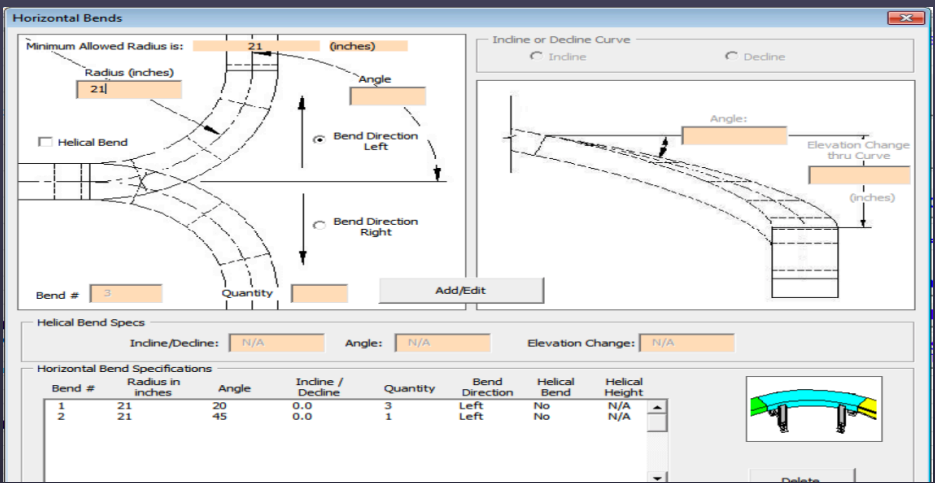 Horizontal Bends
Minimum Allowed Radius is: 21 (inches)
Radius (inches)
21
Angle
Helical Bend
Bend Direction
Left
Bend Direction
Right
Bend # 3 Quantity
Add/Edit
Incline or Decline Curve
Incline Decline
Angle:
Elevation Change
thru Curve
(inches)
Helical Bend Specs
Incline/Decline: N/A Angle: N/A Elevation Change: N/A
Horizontal Bend Specifications
Bend # Radius in inches Angle Incline / Decline Quantity Bend Direction Helical Bend Helical Height
1 21 20 0.0 3 Left No N/A
2 21 45 0.0 1 Left No N/A
Delete